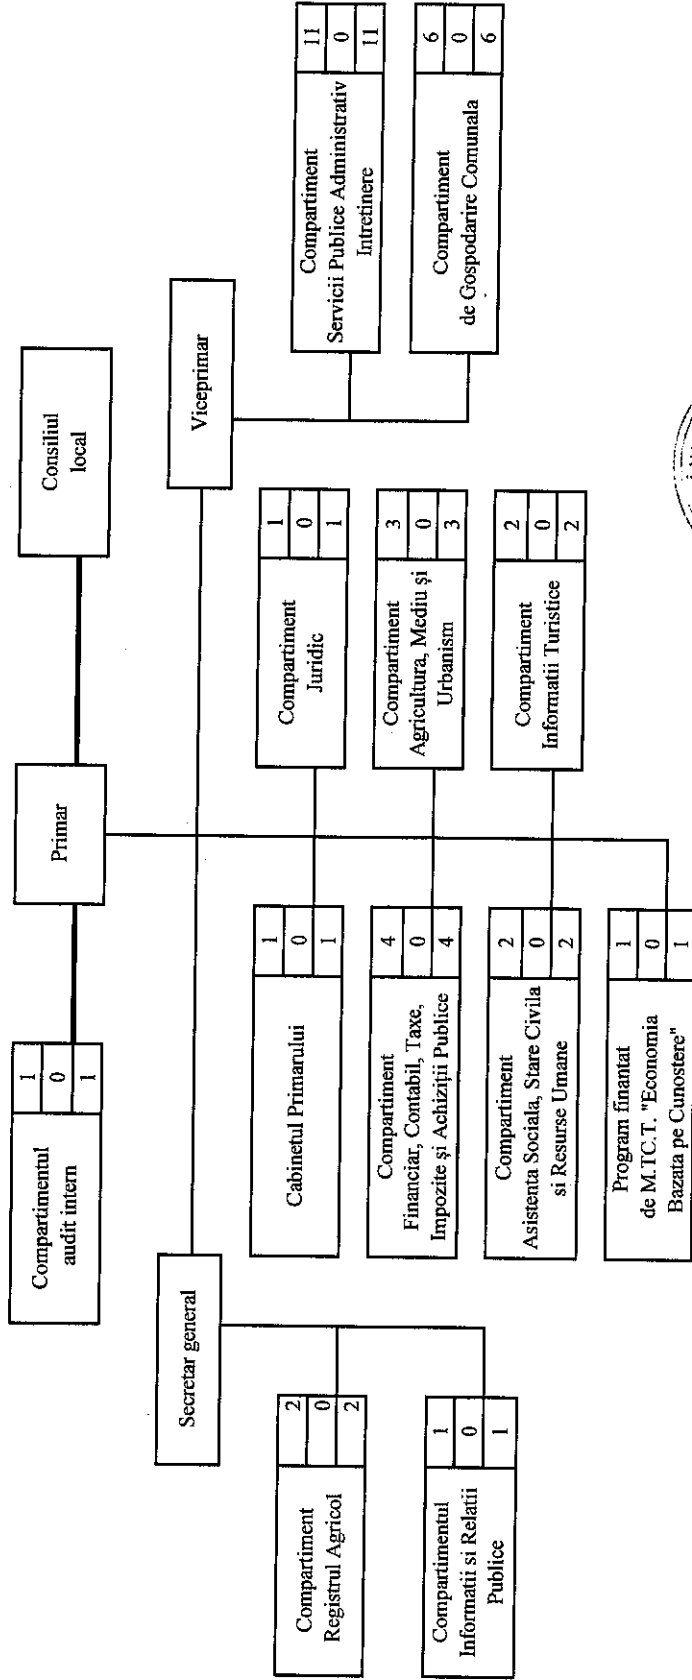 Consiliul
local
Primar
Compartimentul
audit intern
1
0
1
Viceprimar
Secretar general
Compartiment
Registrul Agricol
2
0
2
Compartimentul
Informatii si Relatii
Publice
1
0
1
Cabinetul Primarului
1
0
1
Compartiment
Financiar, Contabil, Taxe,
Impozite și Achiziții Publice
4
0
4
Compartiment
Asistenta Sociala, Stare Civila
si Resurse Umane
2
0
2
Program finantat
de M.TC.T. "Economia
Bazata pe Cunostere"
1
0
1
Compartiment
Juridic
1
0
1
Compartiment
Agricultura, Mediu și
Urbanism
3
0
3
Compartiment
Informatii Turistice
2
0
2
Compartiment
Servicii Publice Administrativ
Intretinere
11
0
11
Compartiment
de Gospodarire Comunala
6
0
6